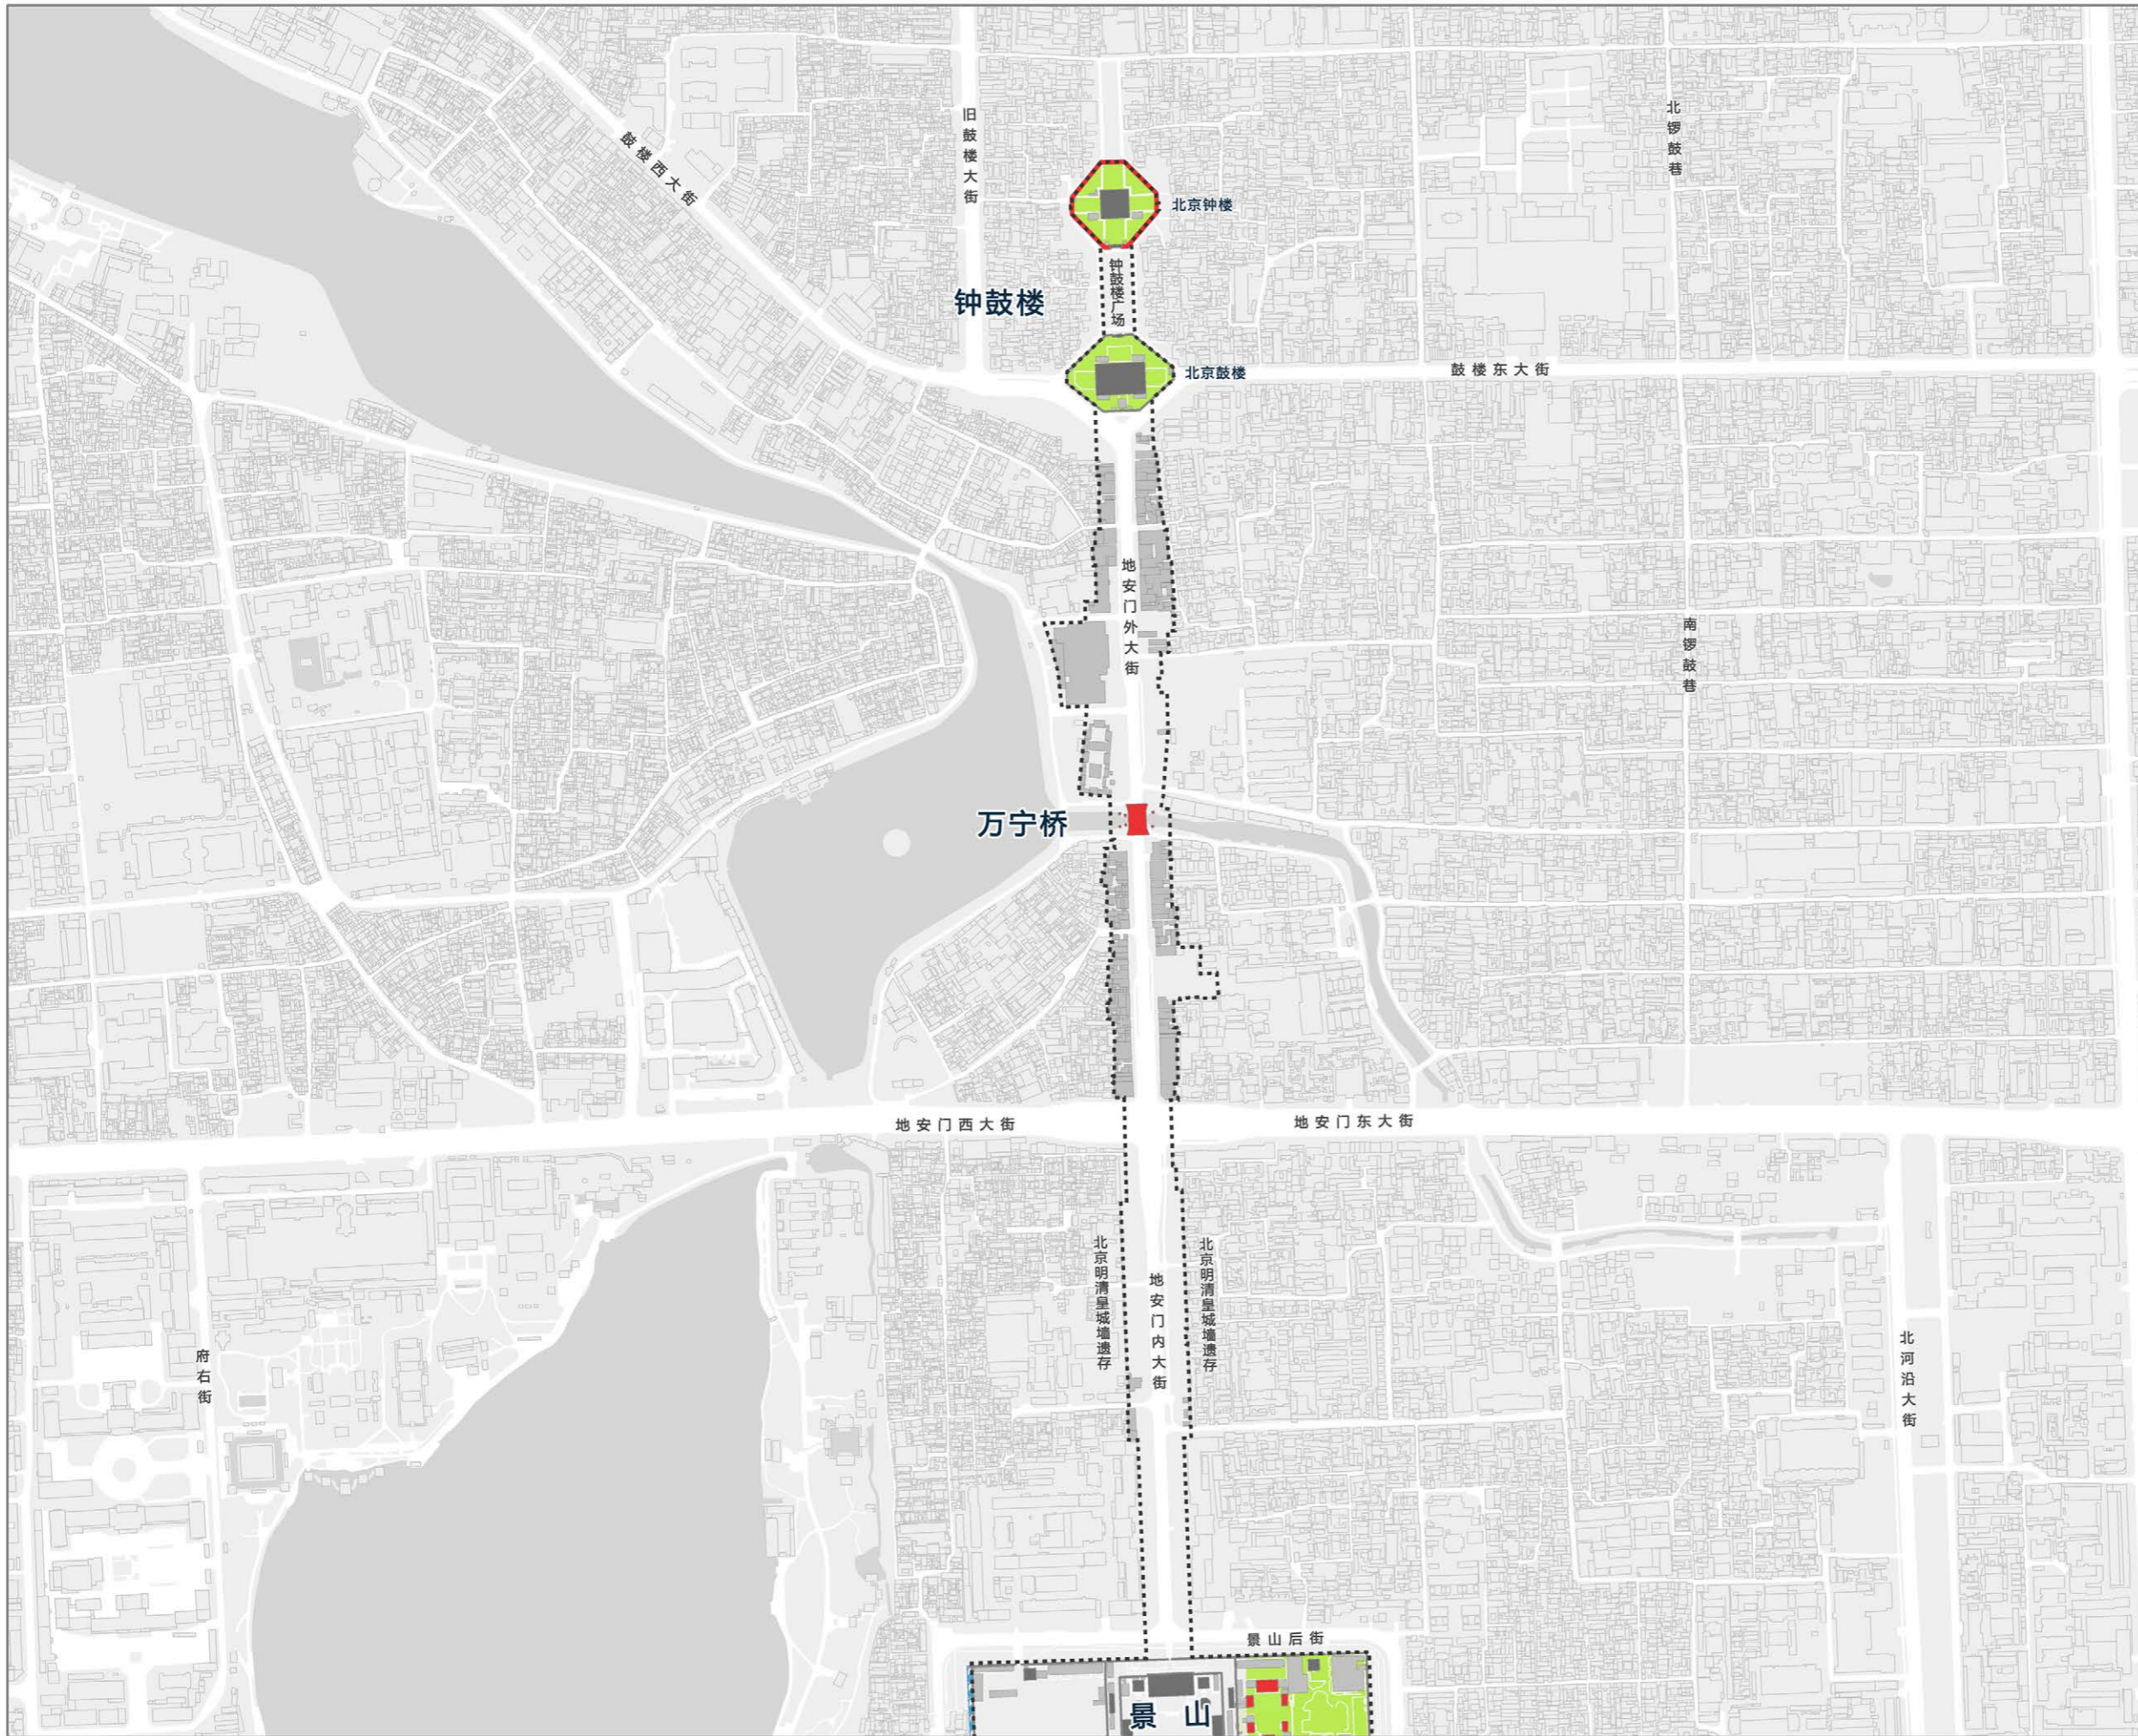 旧鼓楼大街
北锣鼓巷
鼓楼西大街
北京钟楼
钟鼓楼广场
钟鼓楼
北京鼓楼
鼓楼东大街
地安门外大街
南锣鼓巷
万宁桥
地安门西大街
地安门东大街
北京明清皇城墙遗存
北京明清皇城墙遗存
地安门内大街
府右街
北河沿大街
景山后街
景山